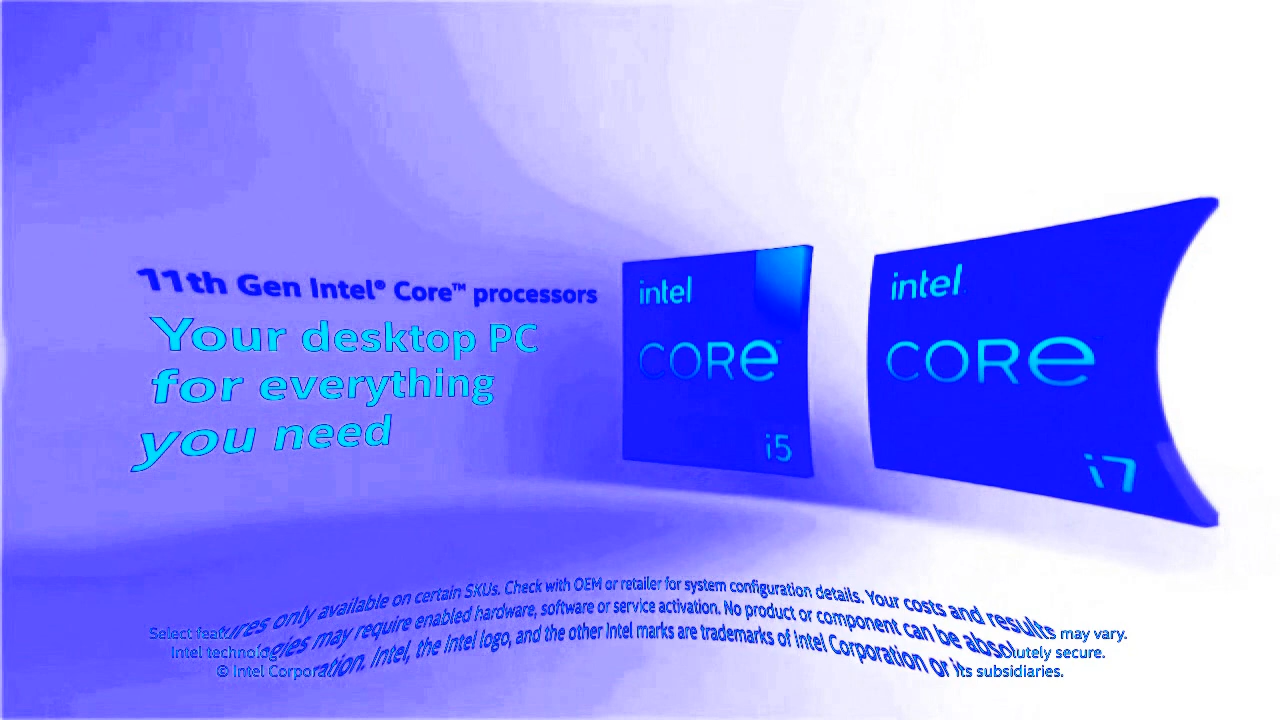 11th Gen Intel® Core™ processors
Your desktop PC
for everything
you need
intel
CORe
i5
intel
CORe
i7
Select features only available on certain SKUs. Check with OEM or retailer for system configuration details. Your costs and results may vary.
Intel technologies may require enabled hardware, software or service activation. No product or component can be absolutely secure.
© Intel Corporation. Intel, the Intel logo, and the other Intel marks are trademarks of Intel Corporation or its subsidiaries.